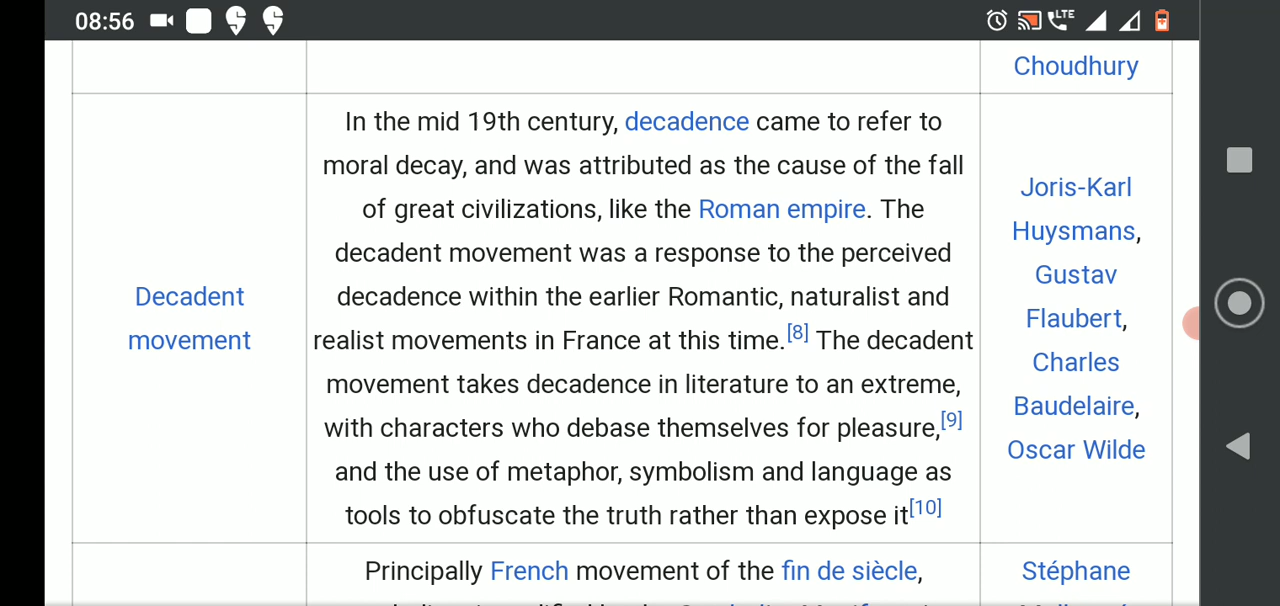 08:56
LTE
Choudhury
Decadent
movement
In the mid 19th century, decadence came to refer to
moral decay, and was attributed as the cause of the fall
of great civilizations, like the Roman empire. The
decadent movement was a response to the perceived
decadence within the earlier Romantic, naturalist and
realist movements in France at this time.[8] The decadent
movement takes decadence in literature to an extreme,
with characters who debase themselves for pleasure,[9]
and the use of metaphor, symbolism and language as
tools to obfuscate the truth rather than expose it[10]
Joris-Karl
Huysmans,
Gustav
Flaubert,
Charles
Baudelaire,
Oscar Wilde
Principally French movement of the fin de siècle,
Stéphane